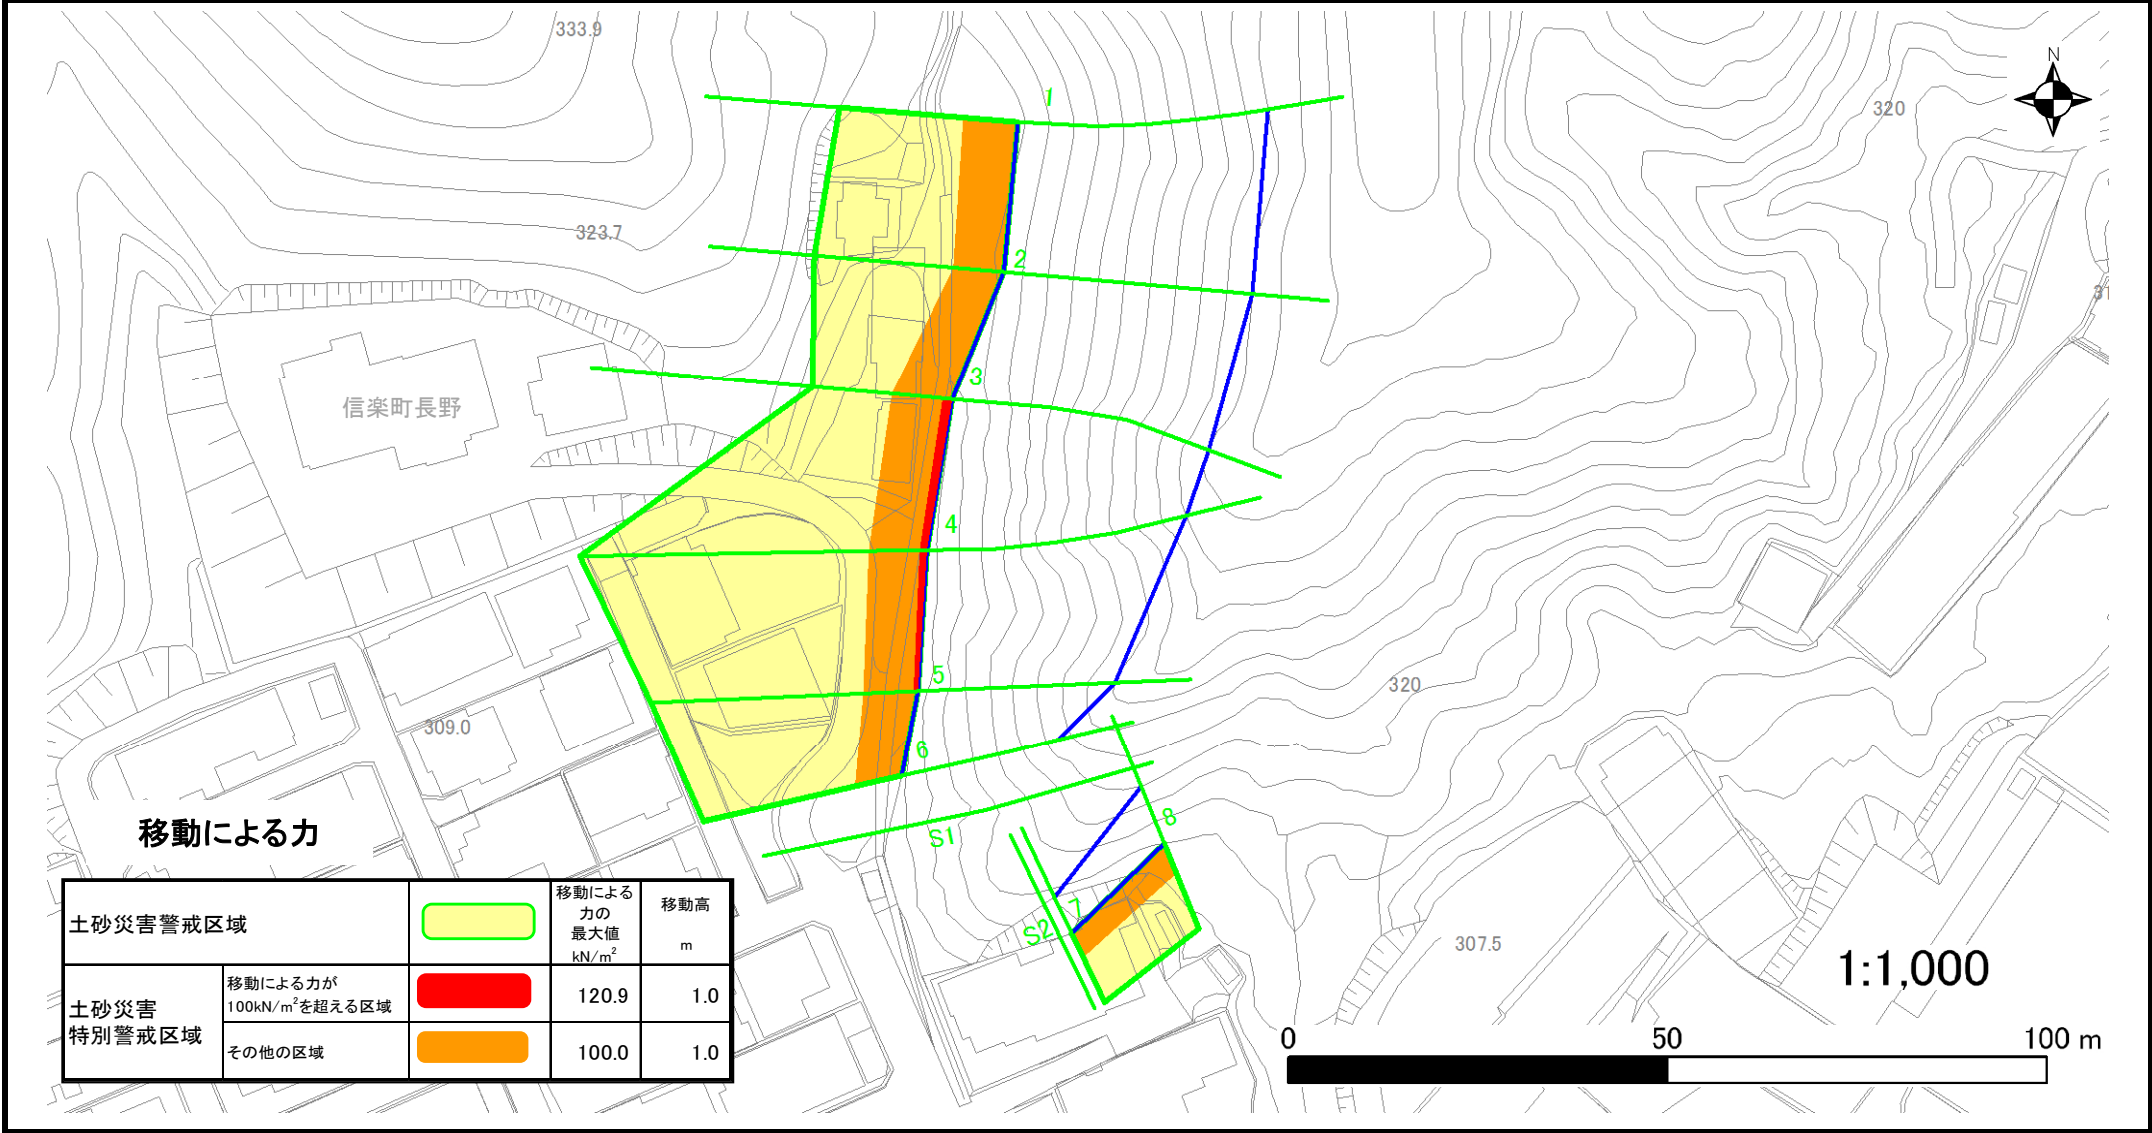 333.9
N
1
320
323.7
2
31
3
信楽町長野
4
5
320
309.0
6
移動による力
S1
8
7
S2
307.5
1:1,000
0 50 100 m
土砂災害警戒区域
移動による
力の
最大値
kN/m²
移動高
m
土砂災害
特別警戒区域
移動による力が
100kN/m²を超える区域
120.9 1.0
その他の区域
100.0 1.0